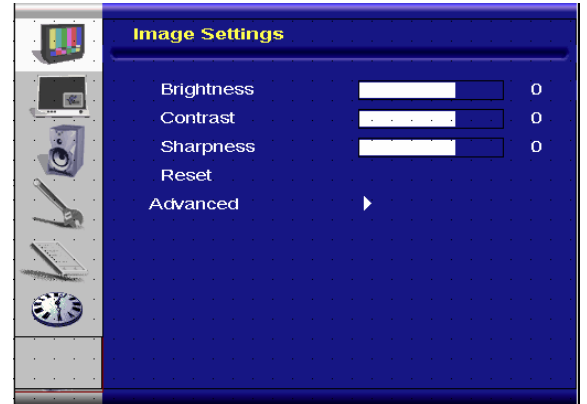 Image Settings
Brightness 0
Contrast 0
Sharpness 0
Reset
Advanced